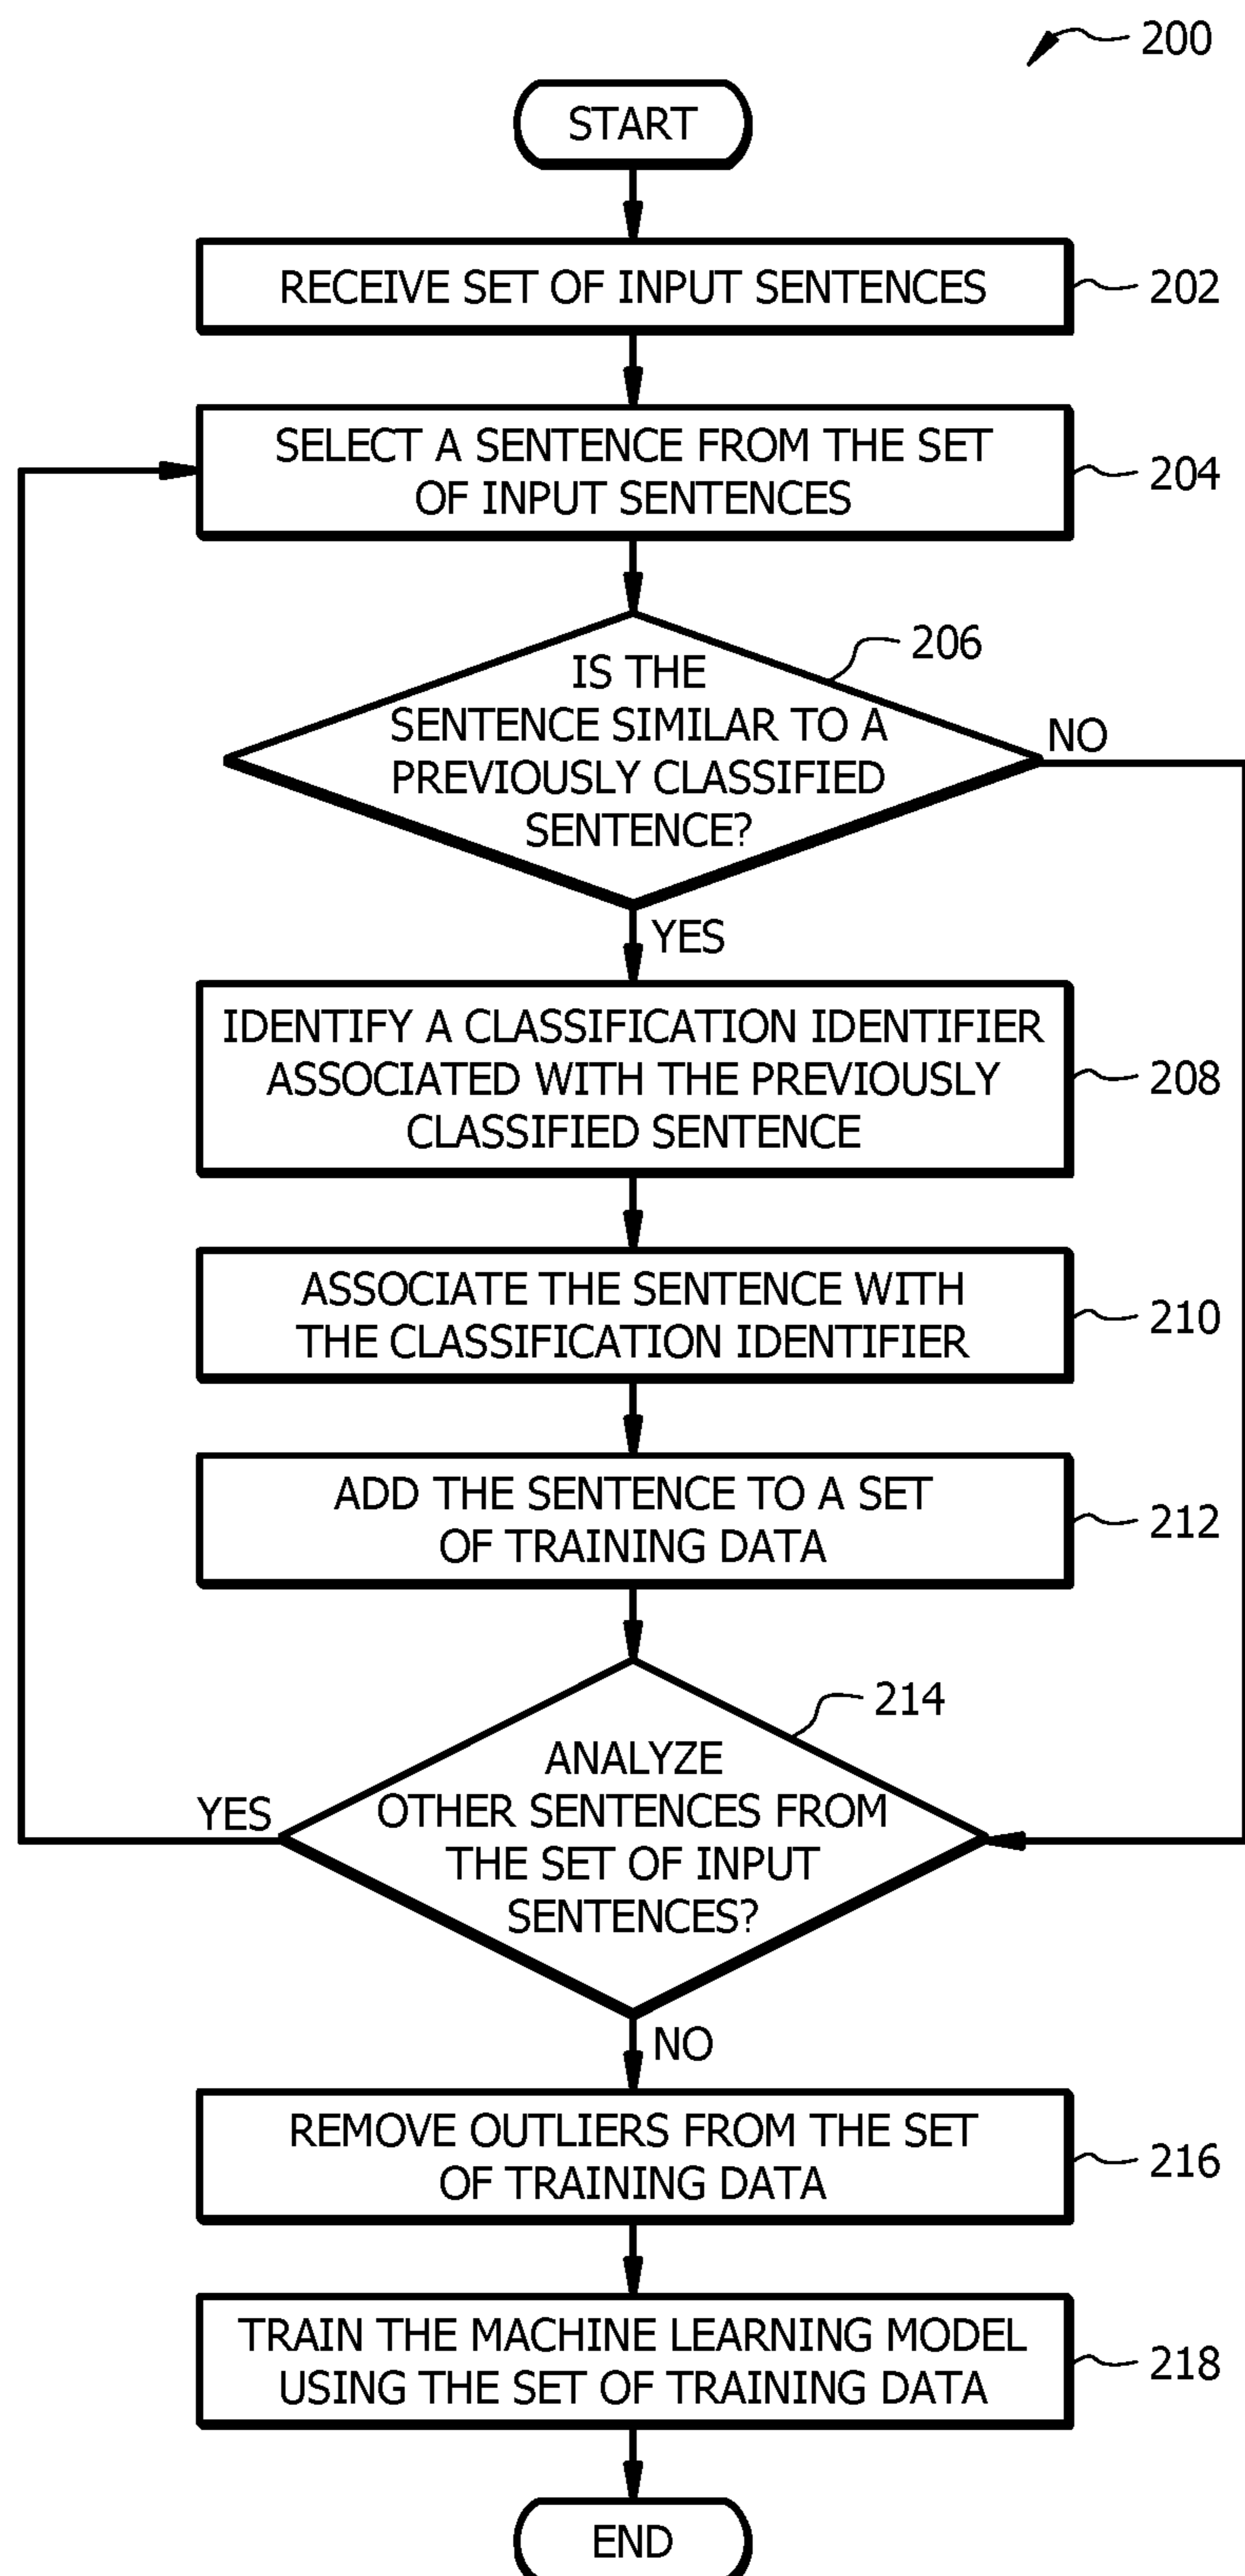 200
START
RECEIVE SET OF INPUT SENTENCES
202
SELECT A SENTENCE FROM THE SET
OF INPUT SENTENCES
204
206
IS THE
SENTENCE SIMILAR TO A
PREVIOUSLY CLASSIFIED
SENTENCE?
NO
YES
IDENTIFY A CLASSIFICATION IDENTIFIER
ASSOCIATED WITH THE PREVIOUSLY
CLASSIFIED SENTENCE
208
ASSOCIATE THE SENTENCE WITH
THE CLASSIFICATION IDENTIFIER
210
ADD THE SENTENCE TO A SET
OF TRAINING DATA
212
214
ANALYZE
OTHER SENTENCES FROM
THE SET OF INPUT
SENTENCES?
YES
NO
REMOVE OUTLIERS FROM THE SET
OF TRAINING DATA
216
TRAIN THE MACHINE LEARNING MODEL
USING THE SET OF TRAINING DATA
218
END